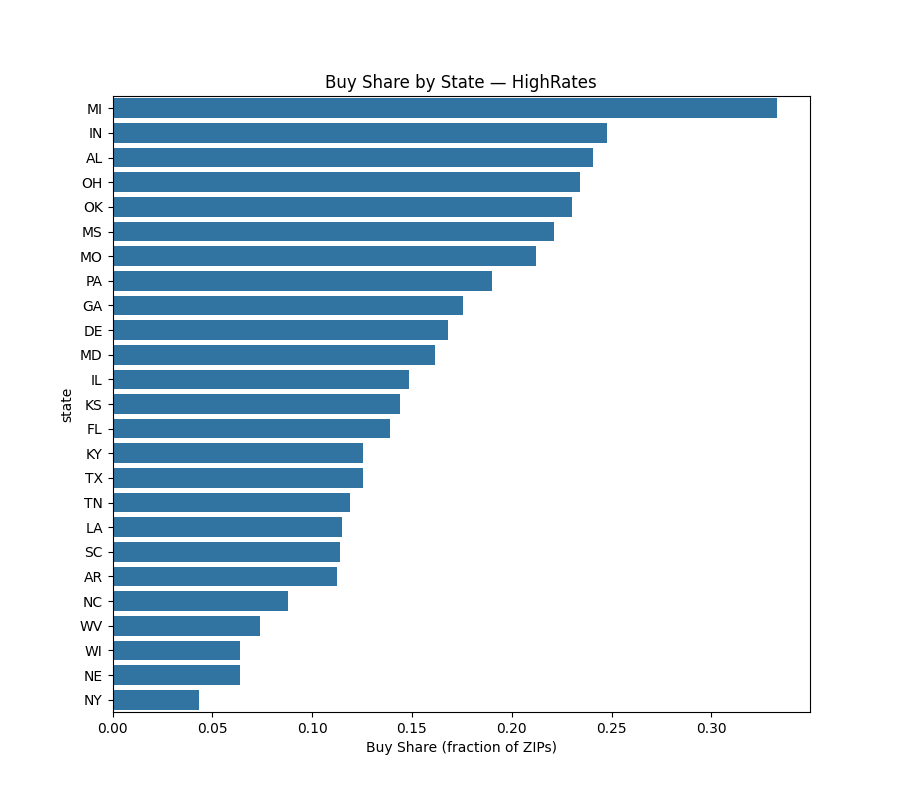 Buy Share by State — HighRates
MI
IN
AL
OH
OK
MS
MO
PA
GA
DE
MD
IL
KS
FL
KY
TX
TN
LA
SC
AR
NC
WV
WI
NE
NY
state
0.00 0.05 0.10 0.15 0.20 0.25 0.30
Buy Share (fraction of ZIPs)